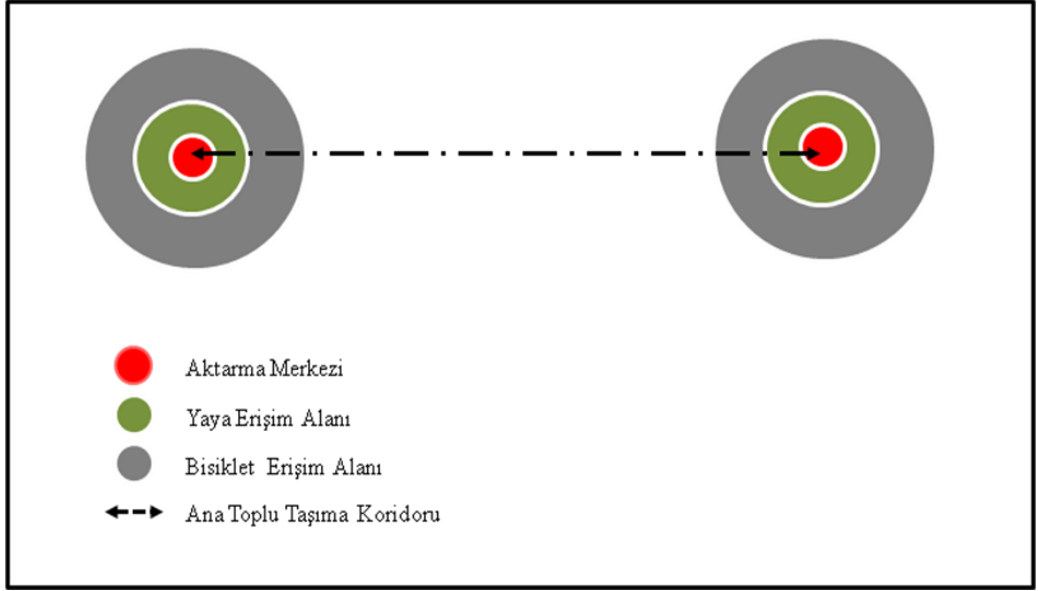 Aktarma Merkezi
Yaya Erişim Alanı
Bisiklet Erişim Alanı
Ana Toplu Taşıma Koridoru